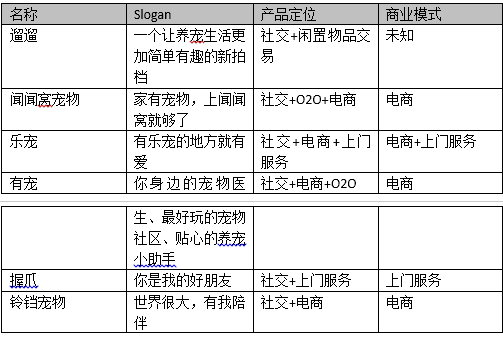 名称 Slogan 产品定位 商业模式
遛遛 一个让养宠生活更 社交+闲置物品交 未知
加简单有趣的新拍 易
档
闻闻窝宠物 家有宠物，上闻闻 社交+O2O+电商 电商
窝就够了
乐宠 有乐宠的地方就有 社交+电商+上门 电商+上门服务
爱 服务
有宠 你身边的宠物医 社交+电商+O2O 电商
生、最好玩的宠物
社区、贴心的养宠
小助手
握爪 你是我的好朋友 社交+上门服务 上门服务
铃铛宠物 世界很大，有我陪 社交+电商 电商
伴